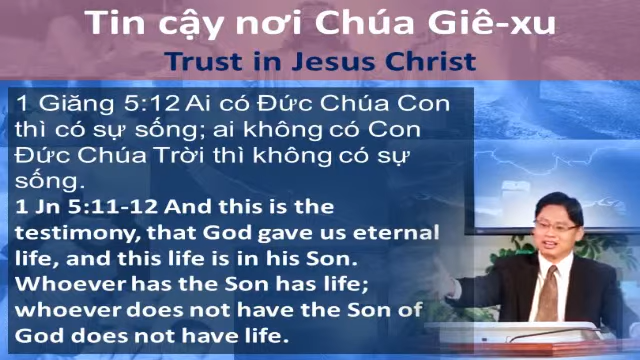 Tin cậy nơi Chúa Giê-xu
Trust in Jesus Christ
1 Giăng 5:12 Ai có Đức Chúa Con
thì có sự sống; ai không có Con
Đức Chúa Trời thì không có sự
sống.
1 Jn 5:11-12 And this is the
testimony, that God gave us eternal
life, and this life is in his Son.
Whoever has the Son has life;
whoever does not have the Son of
God does not have life.